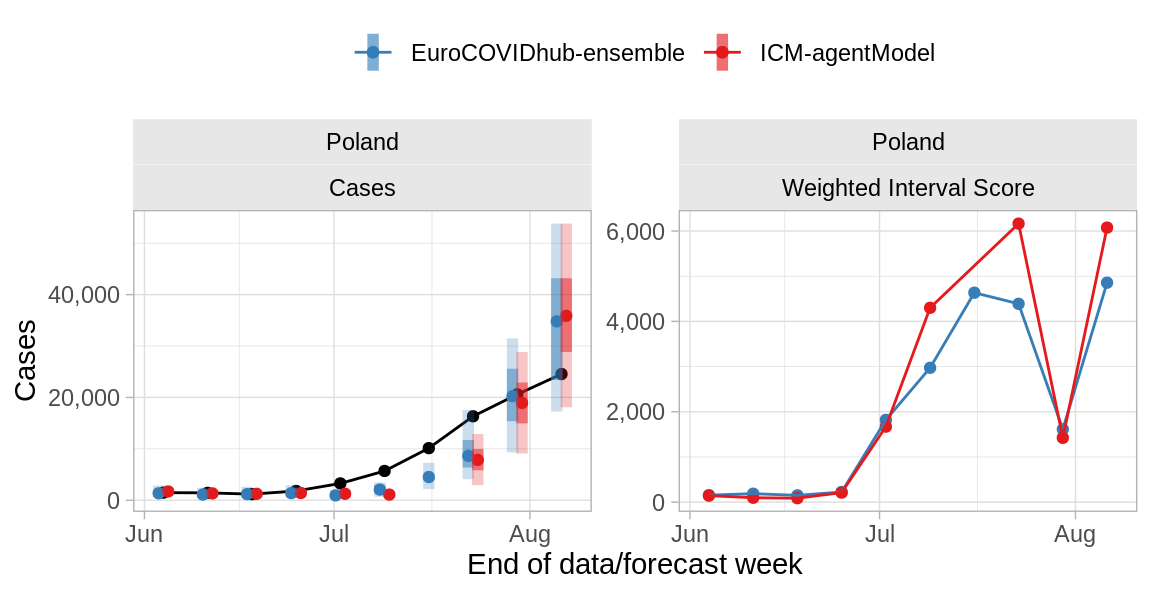 EuroCOVIDhub-ensemble ICM-agentModel
Poland
Cases
Poland
Weighted Interval Score
Cases
40,000
20,000
0
Jun Jul Aug
6,000
4,000
2,000
0
Jun Jul Aug
End of data/forecast week